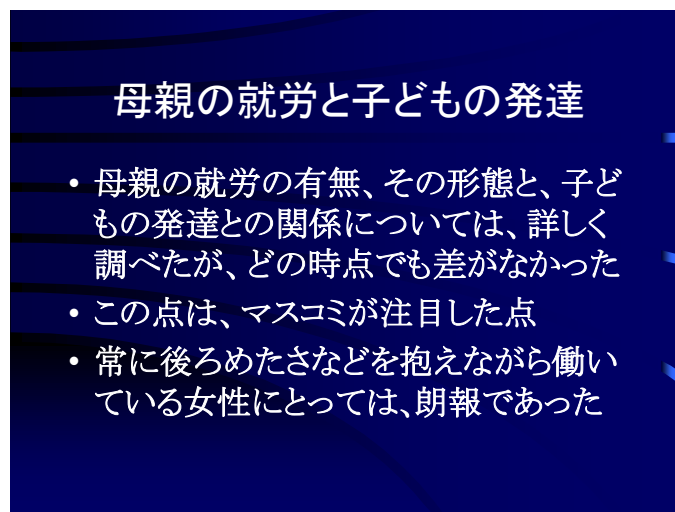 母親の就労と子どもの発達
• 母親の就労の有無、その形態と、子ど
もの発達との関係については、詳しく
調べたが、どの時点でも差がなかった
• この点は、マスコミが注目した点
• 常に後ろめたさなどを抱えながら働い
ている女性にとっては、朗報であった